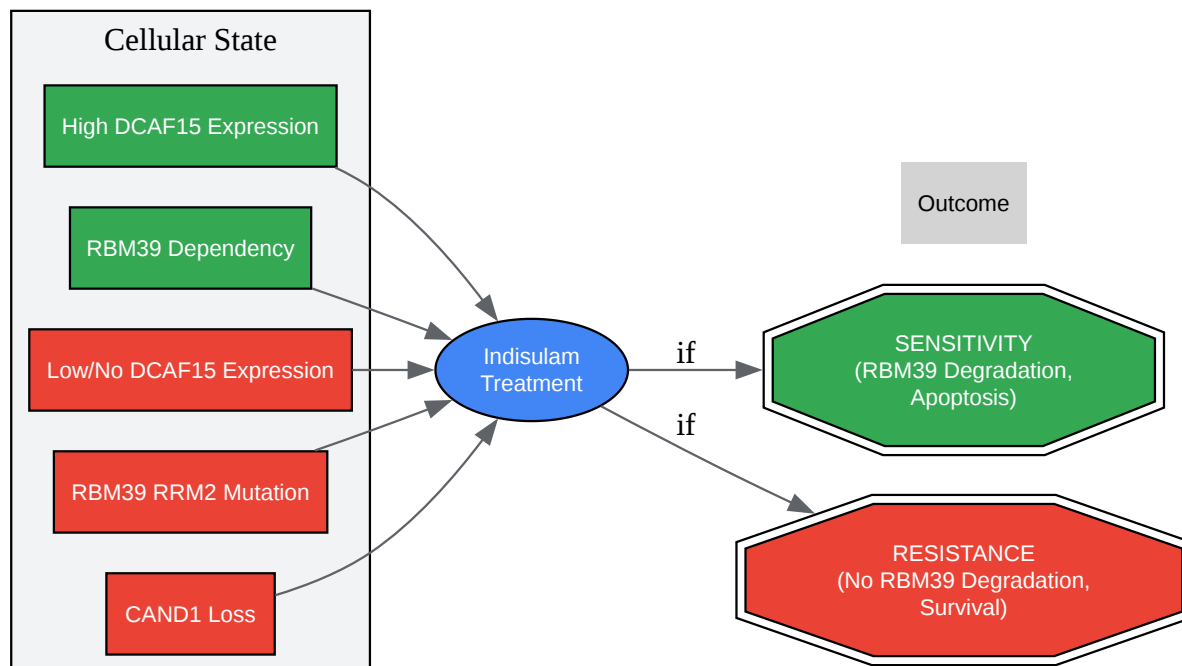 Cellular State
High DCAF15 Expression
RBM39 Dependency
Low/No DCAF15 Expression
RBM39 RRM2 Mutation
CAND1 Loss
Indisulam
Treatment
if
if
Outcome
SENSITIVITY
(RBM39 Degradation,
Apoptosis)
RESISTANCE
(No RBM39 Degradation,
Survival)